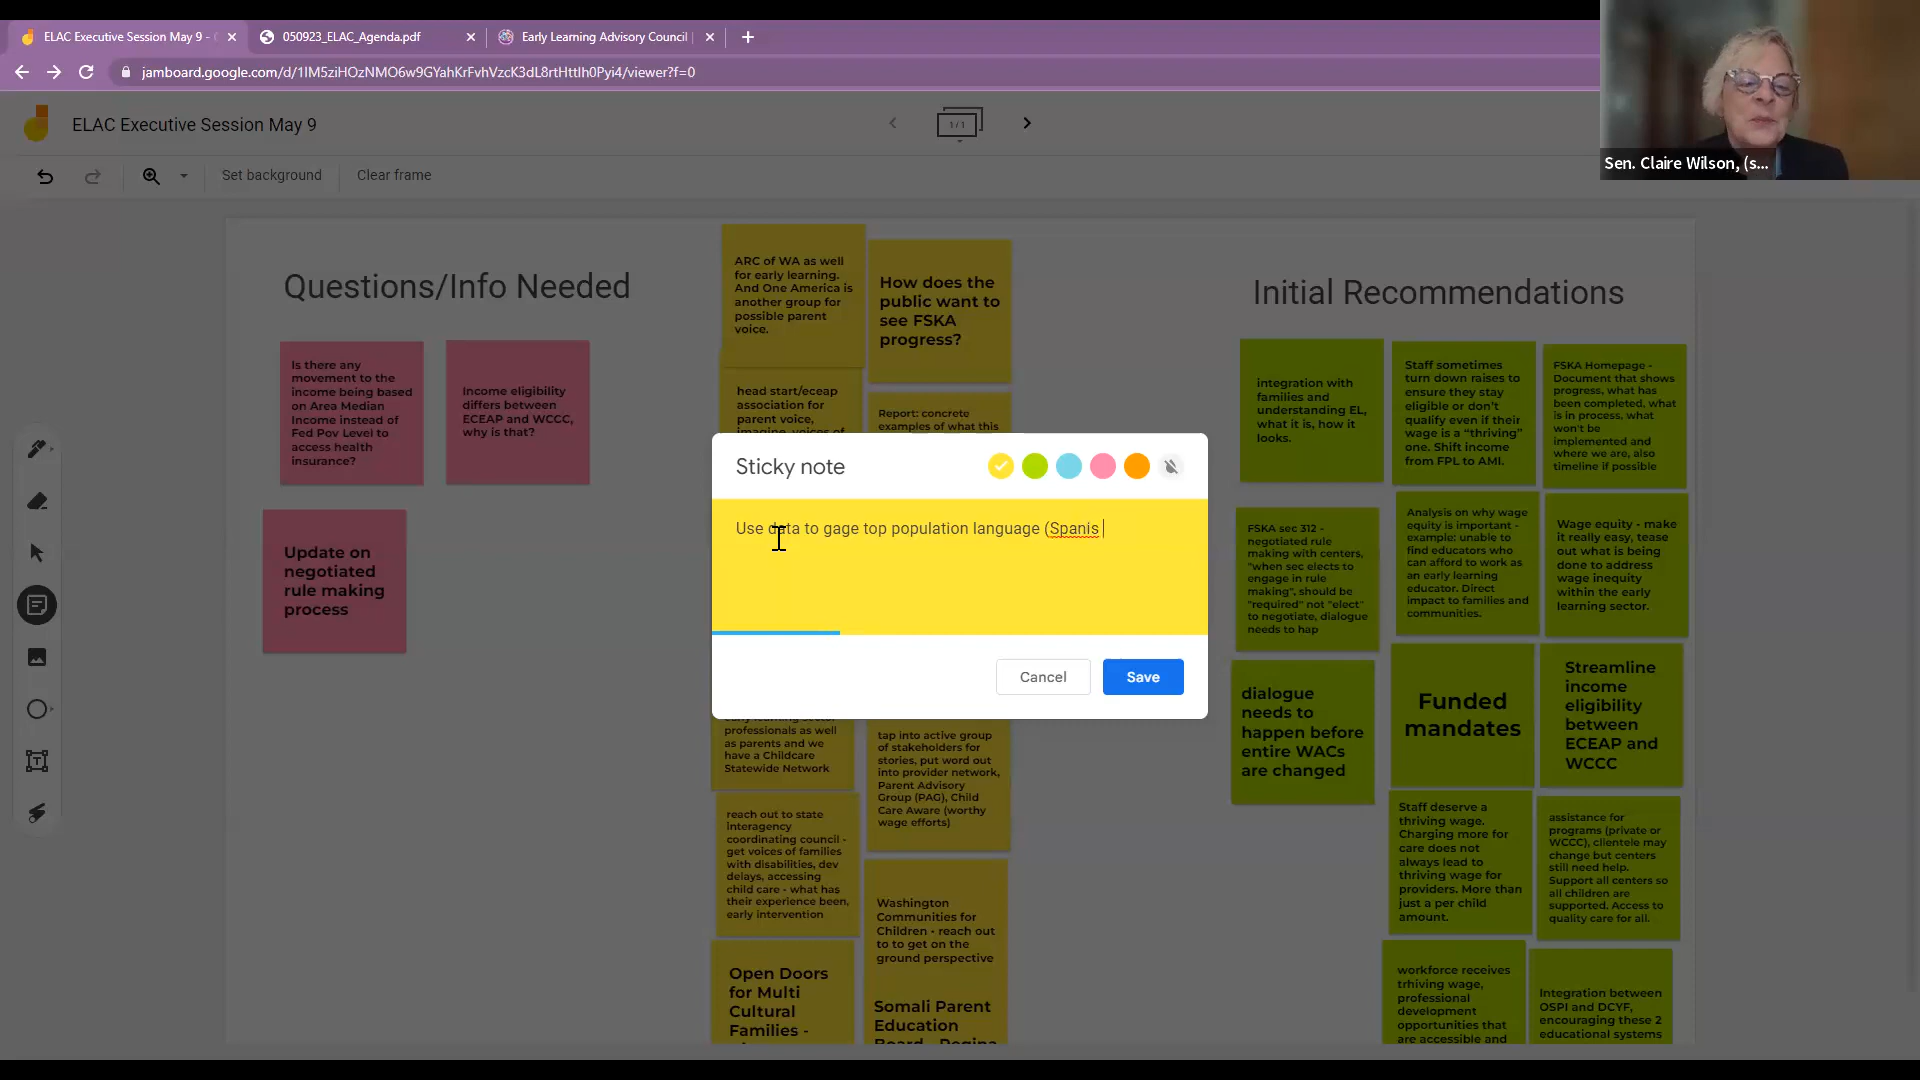 ELAC Executive Session May 9 -
050923_ELAC_Agenda.pdf
Early Learning Advisory Council
jamboard.google.com/d/1IM5ziHOzNMO6w9GYahKrFvhVzcK3dL8rtHttIh0Pyi4/viewer?f=0
Sen. Claire Wilson, (s...
ELAC Executive Session May 9
1 / 1
Set background
Clear frame
Questions/Info Needed
Is there any
movement to the
income being based
on Area Median
Income instead of
Fed Pov Level to
access health
insurance?
Income eligibility
differs between
ECEAP and WCCC,
why is that?
Update on
negotiated
rule making
process
ARC of WA as well
for early learning.
And One America is
another group for
possible parent
voice.
How does the
public want to
see FSKA
progress?
head start/eceap
association for
parent voice,
Report: concrete
examples of what this
Sticky note
Use data to gage top population language (Spanis
Cancel
Save
professionals as well
as parents and we
have a Childcare
Statewide Network
tap into active group
of stakeholders for
stories, put word out
into provider network,
Parent Advisory
Group (PAG), Child
Care Aware (worthy
wage efforts)
reach out to state
interagency
coordinating council -
get voices of families
with disabilities, dev
delays, accessing
child care - what has
their experience been,
early intervention
Washington
Communities for
Children - reach out
to to get on the
ground perspective
Open Doors
for Multi
Cultural
Families -
Somali Parent
Education
Initial Recommendations
integration with
families and
understanding EL,
what it is, how it
looks.
Staff sometimes
turn down raises to
ensure they stay
eligible or don't
qualify even if their
wage is a "thriving"
one. Shift income
from FPL to AMI.
FSKA Homepage -
Document that shows
progress, what has
been completed, what
is in process, what
won't be
implemented and
where we are, also
timeline if possible
FSKA sec 312 -
negotiated rule
making with centers,
"when sec elects to
engage in rule
making", should be
"required" not "elect"
to negotiate, dialogue
needs to hap
Analysis on why wage
equity is important -
example: unable to
find educators who
can afford to work as
an early learning
educator. Direct
impact to families and
communities.
Wage equity - make
it really easy, tease
out what is being
done to address
wage inequity
within the early
learning sector.
dialogue
needs to
happen before
entire WACs
are changed
Funded
mandates
Streamline
income
eligibility
between
ECEAP and
WCCC
Staff deserve a
thriving wage.
Charging more for
care does not
always lead to
thriving wage for
providers. More than
just a per child
amount.
assistance for
programs (private or
WCCC), clientele may
change but centers
still need help.
Support all centers so
all children are
supported. Access to
quality care for all.
workforce receives
trhiving wage,
professional
development
opportunities that
are accessible and
Integration between
OSPI and DCYF,
encouraging these 2
educational systems